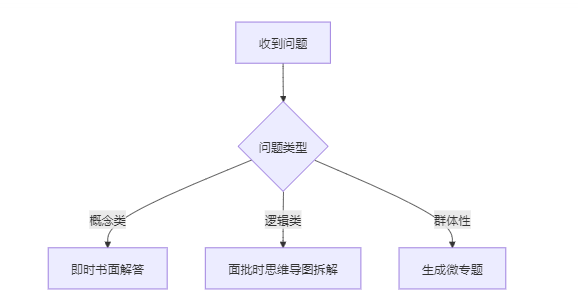 收到问题
问题类型
概念类
逻辑类
群体性
即时书面解答
面批时思维导图拆解
生成微专题